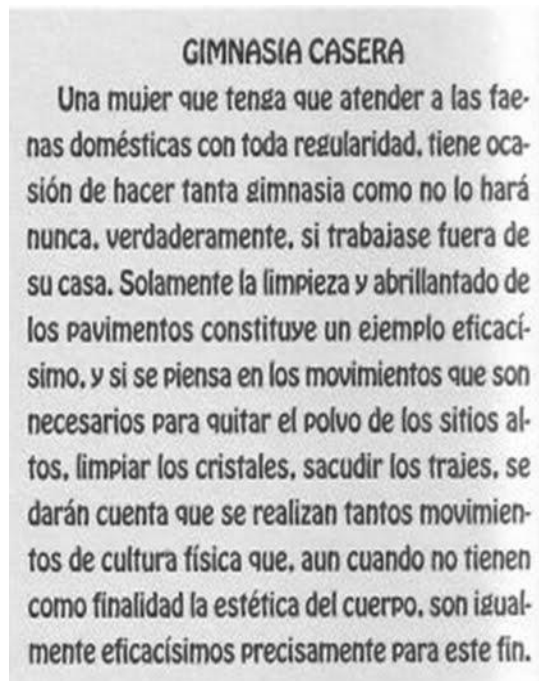 GIMNASIA CASERA
Una mujer que tenga que atender a las fae-
nas domésticas con toda regularidad, tiene oca-
sión de hacer tanta gimnasia como no lo hará
nunca, verdaderamente, si trabajase fuera de
su casa. Solamente la limpieza y abrillantado de
los pavimentos constituye un ejemplo eficací-
simo, y si se piensa en los movimientos que son
necesarios para quitar el polvo de los sitios al-
tos, limpiar los cristales, sacudir los trajes, se
darán cuenta que se realizan tantos movimien-
tos de cultura física que, aun cuando no tienen
como finalidad la estética del cuerpo, son igual-
mente eficacísimos precisamente para este fin.